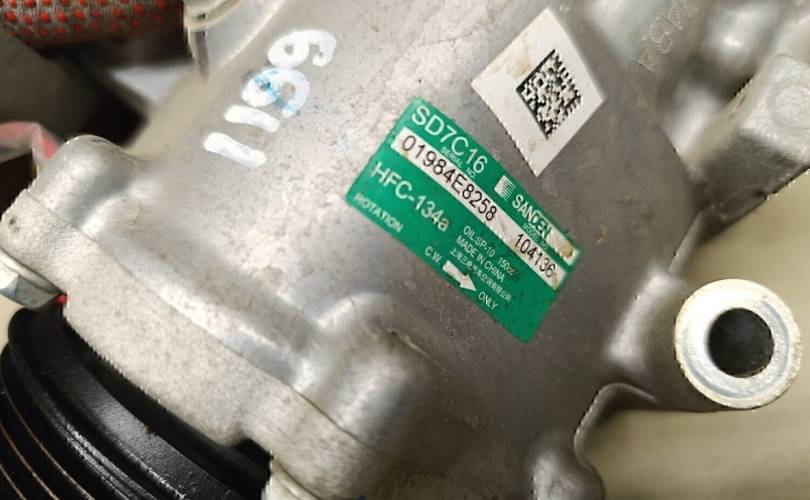 1199
SD7C16
SERIAL NO.
SANDEN
01984E8258
MODEL NO.
104136
HFC-134a
OIL:SP-10 150cc
MADE IN CHINA
ROTATION
C.W.
ONLY